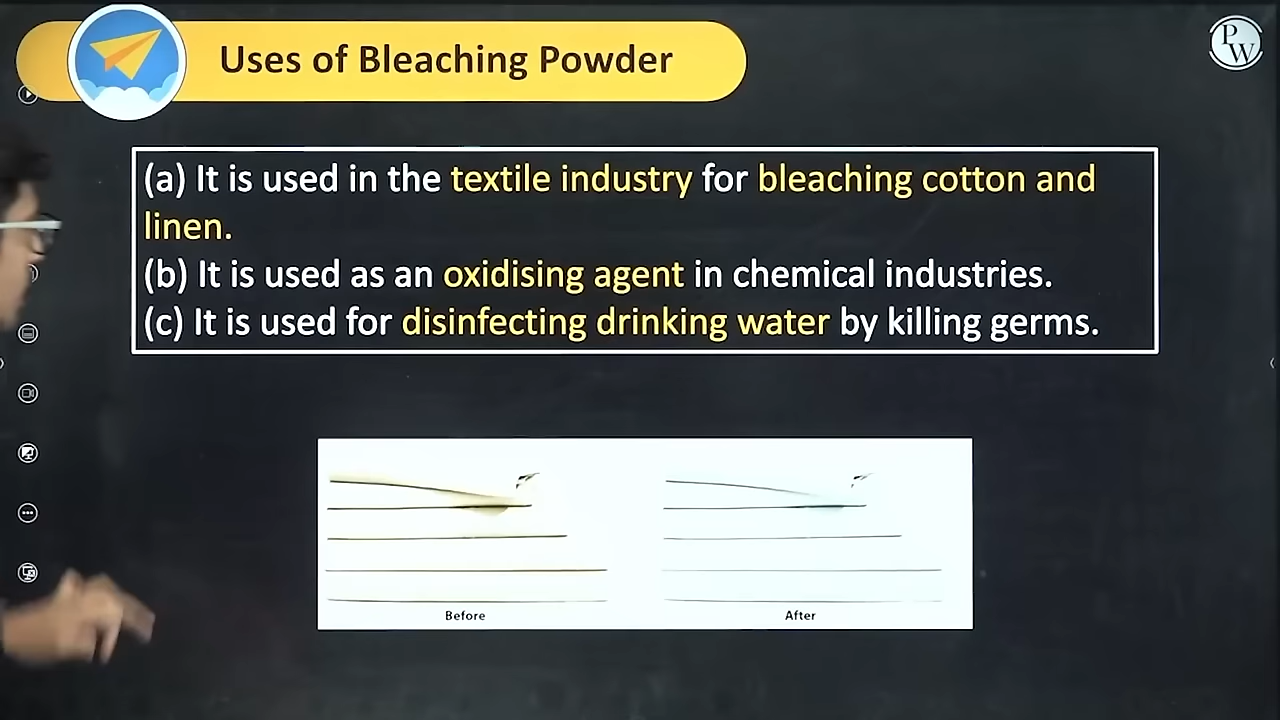 Uses of Bleaching Powder
PW
(a) It is used in the textile industry for bleaching cotton and
linen.
(b) It is used as an oxidising agent in chemical industries.
(c) It is used for disinfecting drinking water by killing germs.
Before
After